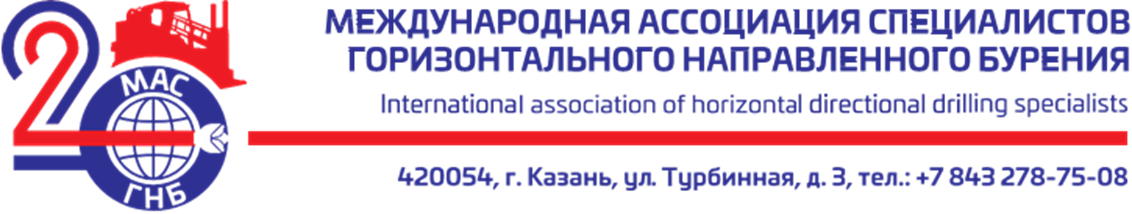 20
МАС
ГНБ
МЕЖДУНАРОДНАЯ АССОЦИАЦИЯ СПЕЦИАЛИСТОВ
ГОРИЗОНТАЛЬНОГО НАПРАВЛЕННОГО БУРЕНИЯ
International association of horizontal directional drilling specialists
420054, г. Казань, ул. Турбинная, д. 3, тел.: +7 843 278-75-08